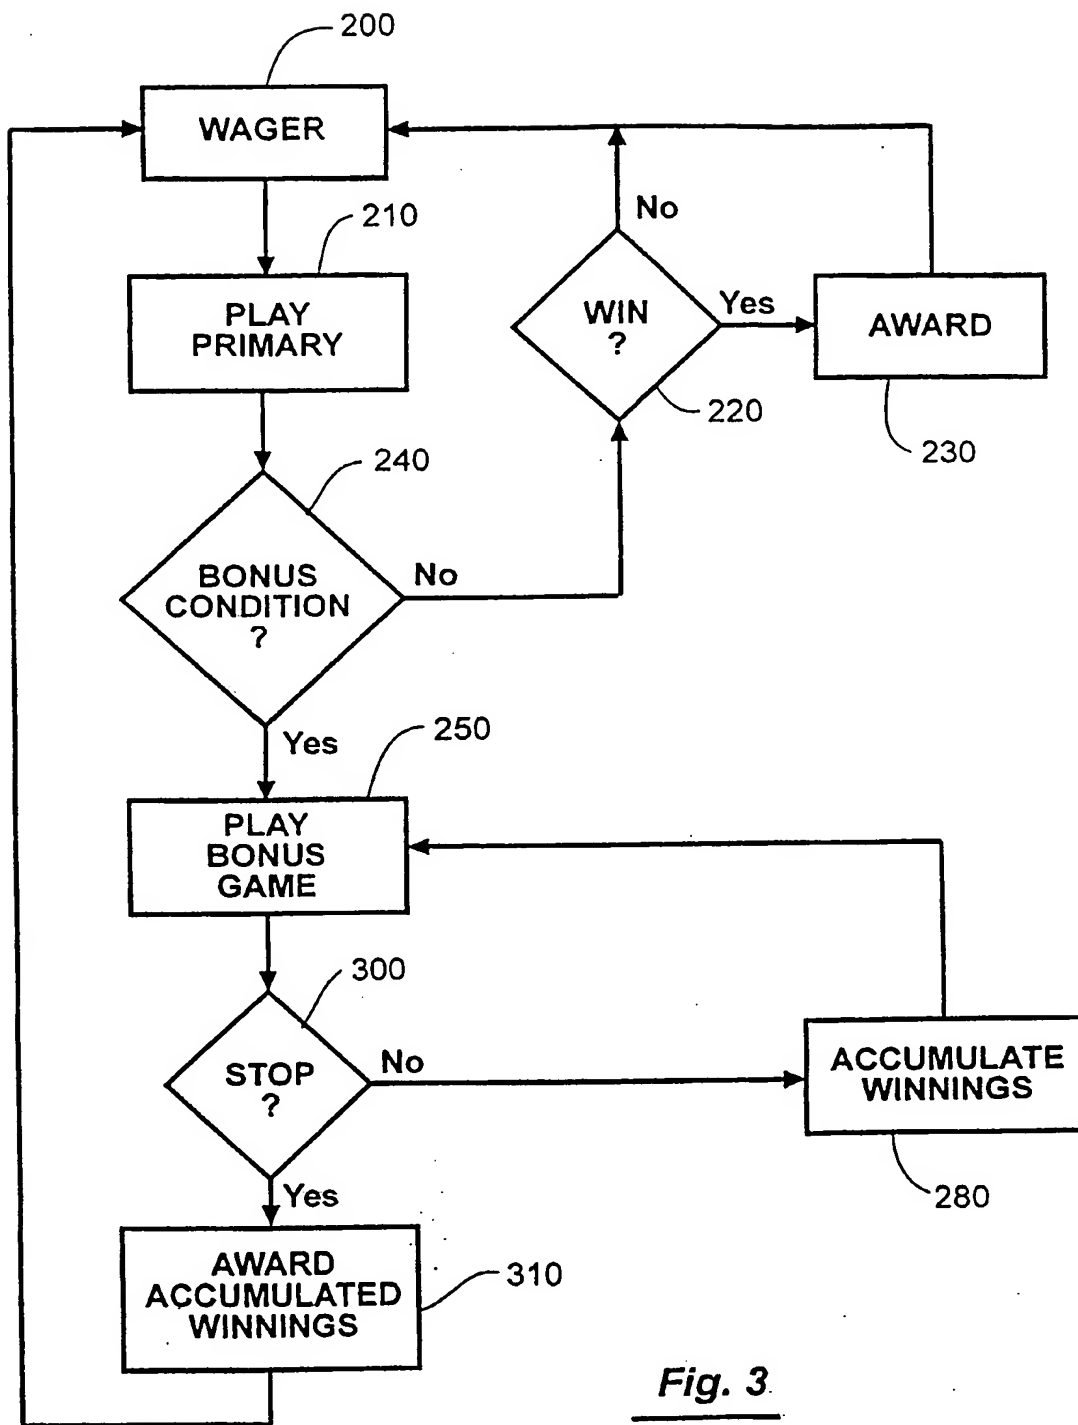 200
WAGER
210
PLAY
PRIMARY
No
WIN
?
Yes
AWARD
220
230
240
BONUS
CONDITION
?
No
Yes
250
PLAY
BONUS
GAME
300
STOP
?
No
ACCUMULATE
WINNINGS
280
Yes
AWARD
ACCUMULATED
WINNINGS
310
Fig. 3